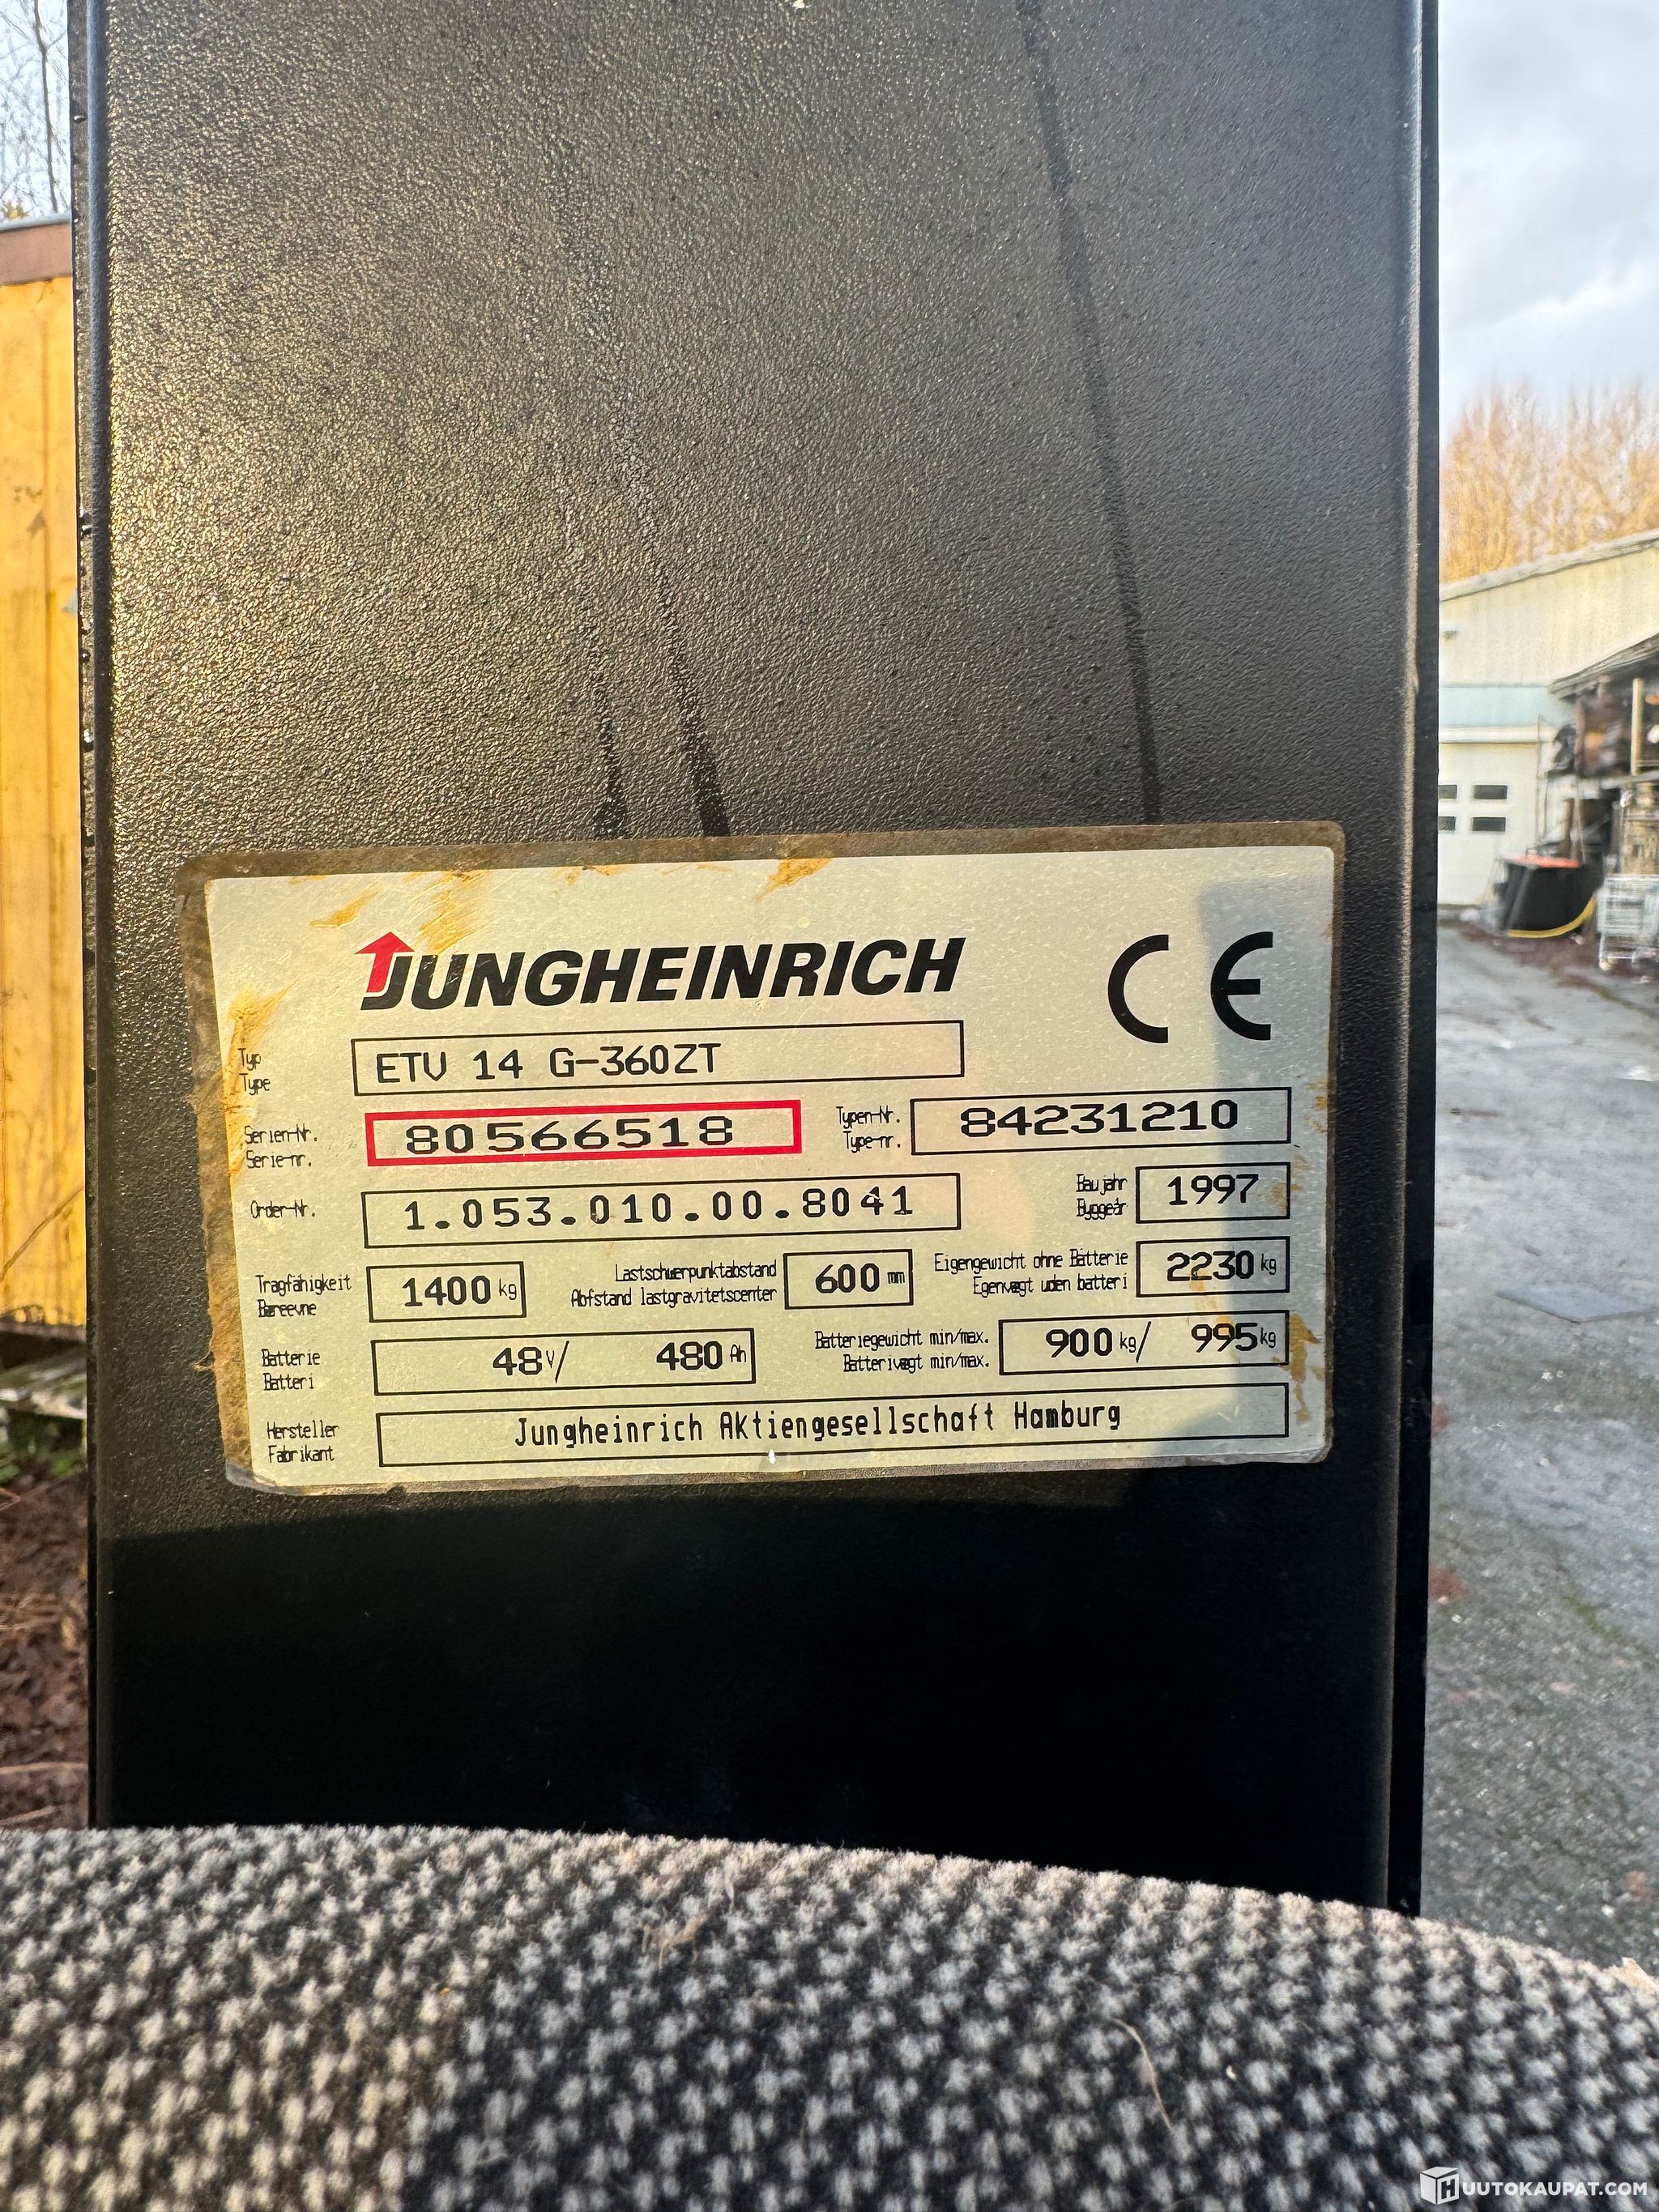 JUNGHEINRICH
CE
Typ
Type
ETV 14 G-360ZT
Serien-Nr.
Serie-nr.
80566518
Typen-Nr.
Type-nr.
84231210
Order-Nr.
1.053.010.00.8041
Baujahr
Byggeår
1997
Tragfähigkeit
Bæreevne
1400 kg
Lastschwerpunktabstand
Abfstand lastgravitetscenter
600 mm
Eigengewicht ohne Batterie
Egenvægt uden batteri
2230 kg
Batterie
Batteri
48 V/ 480 Ah
Batteriegewicht min/max.
Batterivægt min/max.
900 kg/ 995 kg
Hersteller
Fabrikant
Jungheinrich AKtiengesellschaft Hamburg
HUUTOKAUPAT.COM